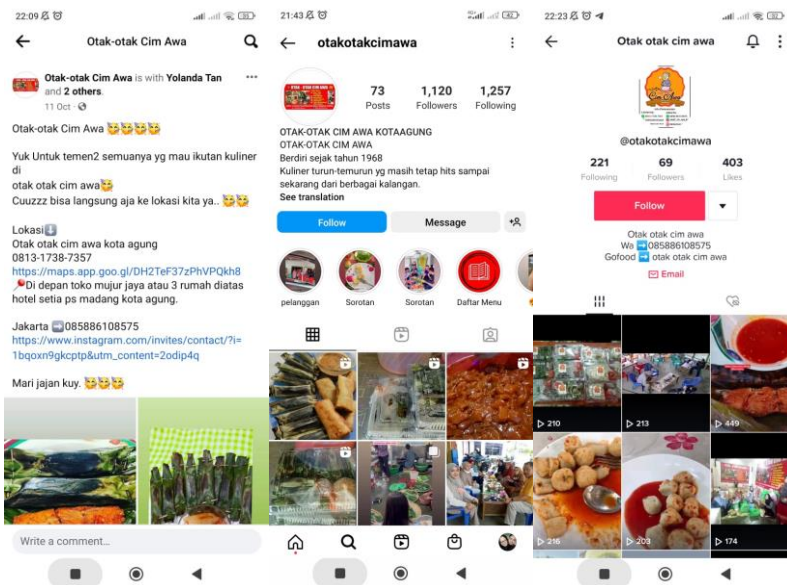 22:09
Otak-otak Cim Awa
Otak-otak Cim Awa is with Yolanda Tan
and 2 others.
11 Oct
Otak-otak Cim Awa
Yuk Untuk temen2 semuanya yg mau ikutan kuliner
di
otak otak cim awa
Cuuzzz bisa langsung aja ke lokasi kita ya..
Lokasi
Otak otak cim awa kota agung
0813-1738-7357
https://maps.app.goo.gl/DH2TeF37zPhVPQkh8
Di depan toko mujur jaya atau 3 rumah diatas
hotel setia ps madang kota agung.
Jakarta 085886108575
https://www.instagram.com/invites/contact/?i=
1bqoxn9gkcptp&utm_content=2odip4q
Mari jajan kuy.
Write a comment...
21:43
42
otakotakcimawa
73
1,120
1,257
Posts
Followers
Following
OTAK-OTAK CIM AWA KOTAAGUNG
OTAK-OTAK CIM AWA
Berdiri sejak tahun 1968
Kuliner turun-temurun yg masih tetap hits sampai
sekarang dari berbagai kalangan.
See translation
Follow
Message
pelanggan
Sorotan
Sorotan
Daftar Menu
22:23
Otak otak cim awa
Cim Awa
@otakotakcimawa
221
69
403
Following
Followers
Likes
Follow
Otak otak cim awa
Wa 085886108575
Gofood otak otak cim awa
Email
210
213
449
216
203
174